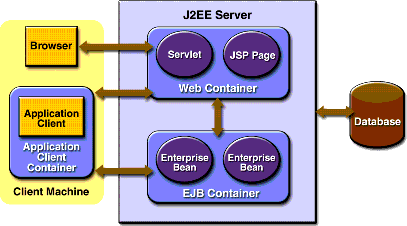 J2EE Server
Browser
Servlet
JSP Page
Web Container
Application
Client
Application
Client
Container
Client Machine
Enterprise
Bean
Enterprise
Bean
EJB Container
Database